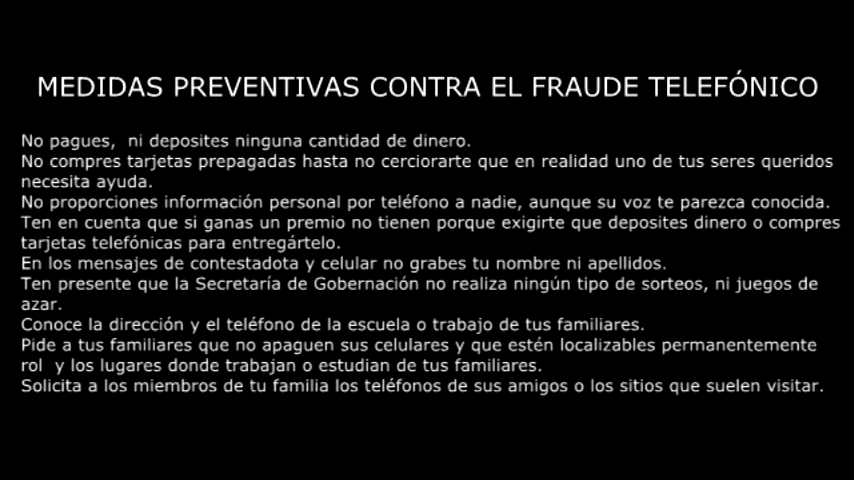 MEDIDAS PREVENTIVAS CONTRA EL FRAUDE TELEFÓNICO
No pagues,  ni deposites ninguna cantidad de dinero.
No compres tarjetas prepagadas hasta no cerciorarte que en realidad uno de tus seres queridos
necesita ayuda.
No proporciones información personal por teléfono a nadie, aunque su voz te parezca conocida.
Ten en cuenta que si ganas un premio no tienen porque exigirte que deposites dinero o compres
tarjetas telefónicas para entregártelo.
En los mensajes de contestadota y celular no grabes tu nombre ni apellidos.
Ten presente que la Secretaría de Gobernación no realiza ningún tipo de sorteos, ni juegos de
azar.
Conoce la dirección y el teléfono de la escuela o trabajo de tus familiares.
Pide a tus familiares que no apaguen sus celulares y que estén localizables permanentemente
rol  y los lugares donde trabajan o estudian de tus familiares.
Solicita a los miembros de tu familia los teléfonos de sus amigos o los sitios que suelen visitar.